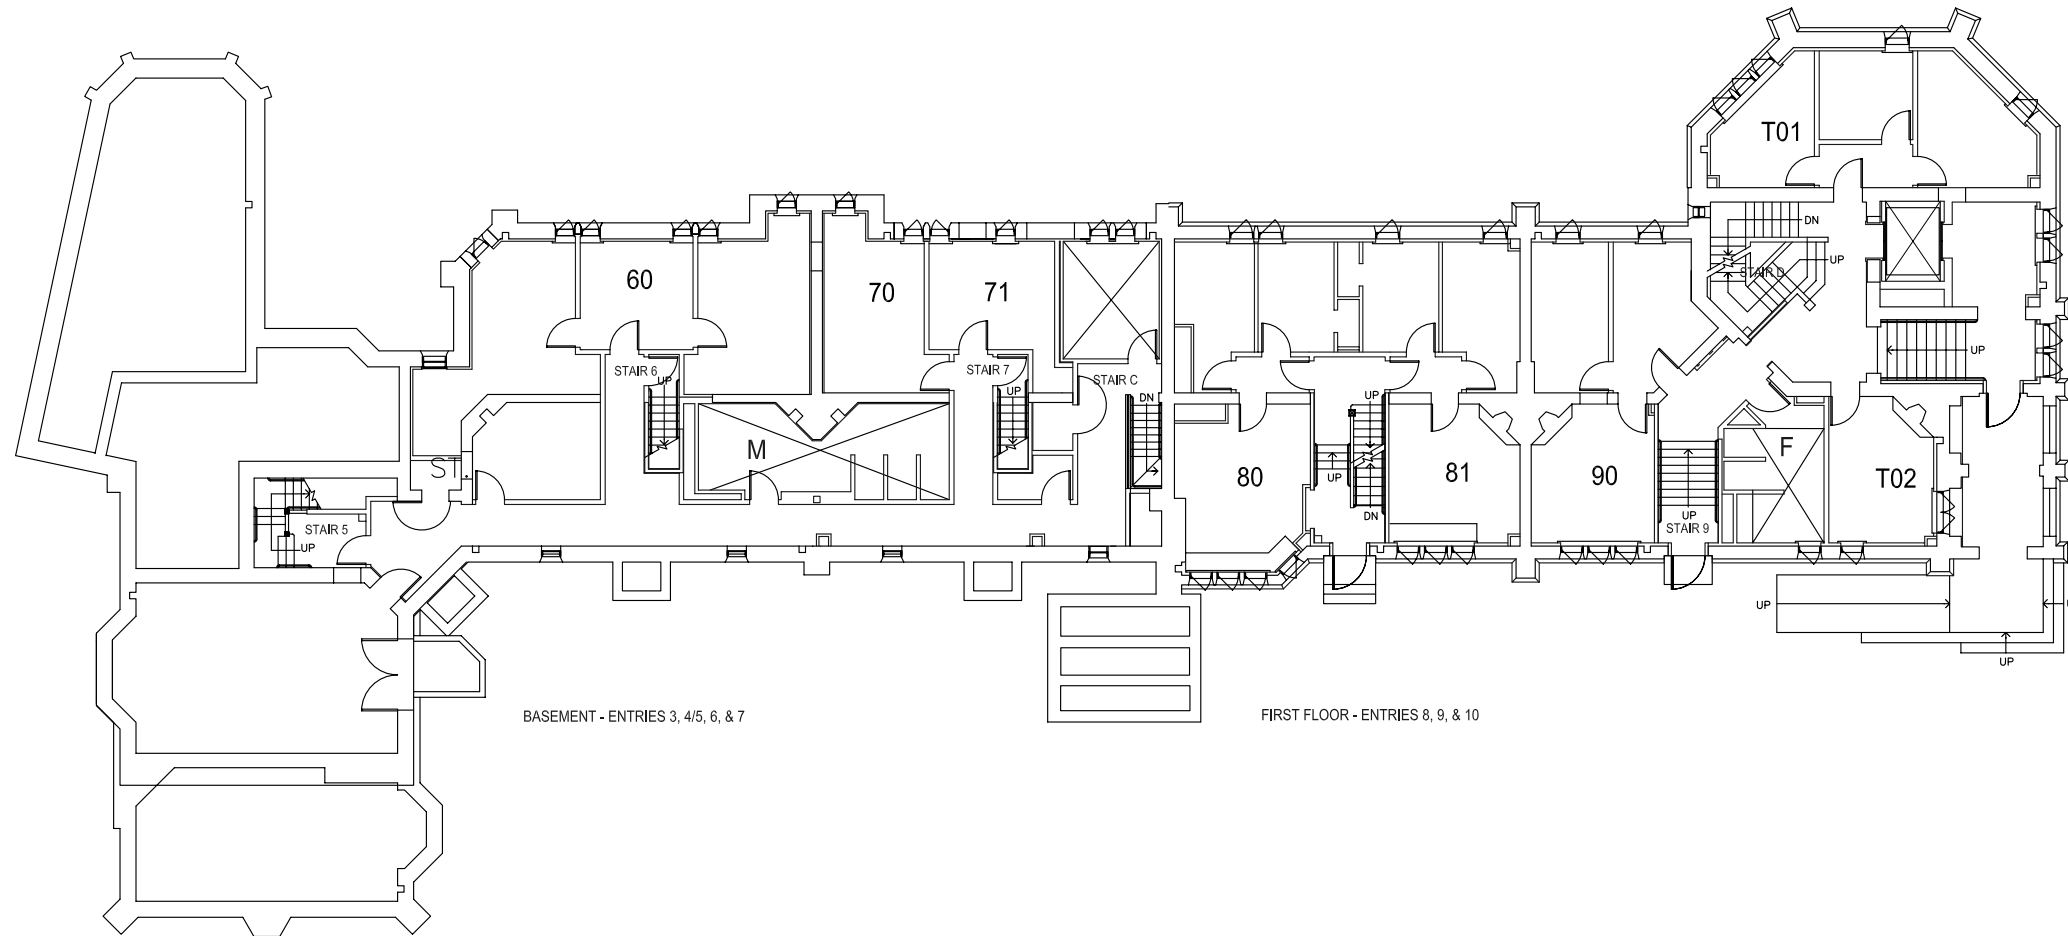 T01
DN
UP
STAIR D
60
70
71
UP
STAIR 6
UP
STAIR 7
UP
STAIR C
DN
UP
M
F
ST.
80
81
90
T02
UP
DN
UP
STAIR 9
STAIR 5
UP
UP
UP
UP
BASEMENT - ENTRIES 3, 4/5, 6, & 7
FIRST FLOOR - ENTRIES 8, 9, & 10